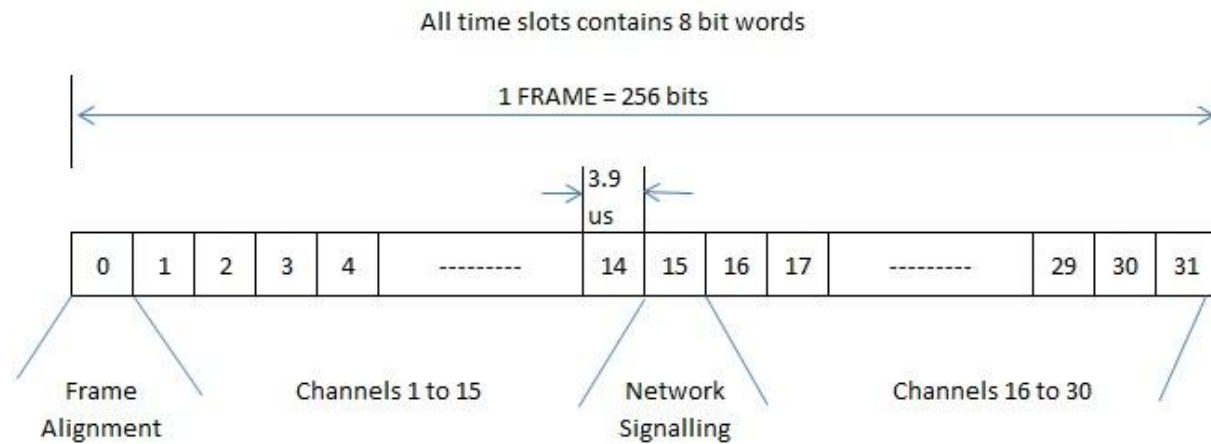 All time slots contains 8 bit words
1 FRAME = 256 bits
3.9
us
0 1 2 3 4 --------- 14 15 16 17 --------- 29 30 31
Frame
Alignment
Channels 1 to 15
Network
Signalling
Channels 16 to 30